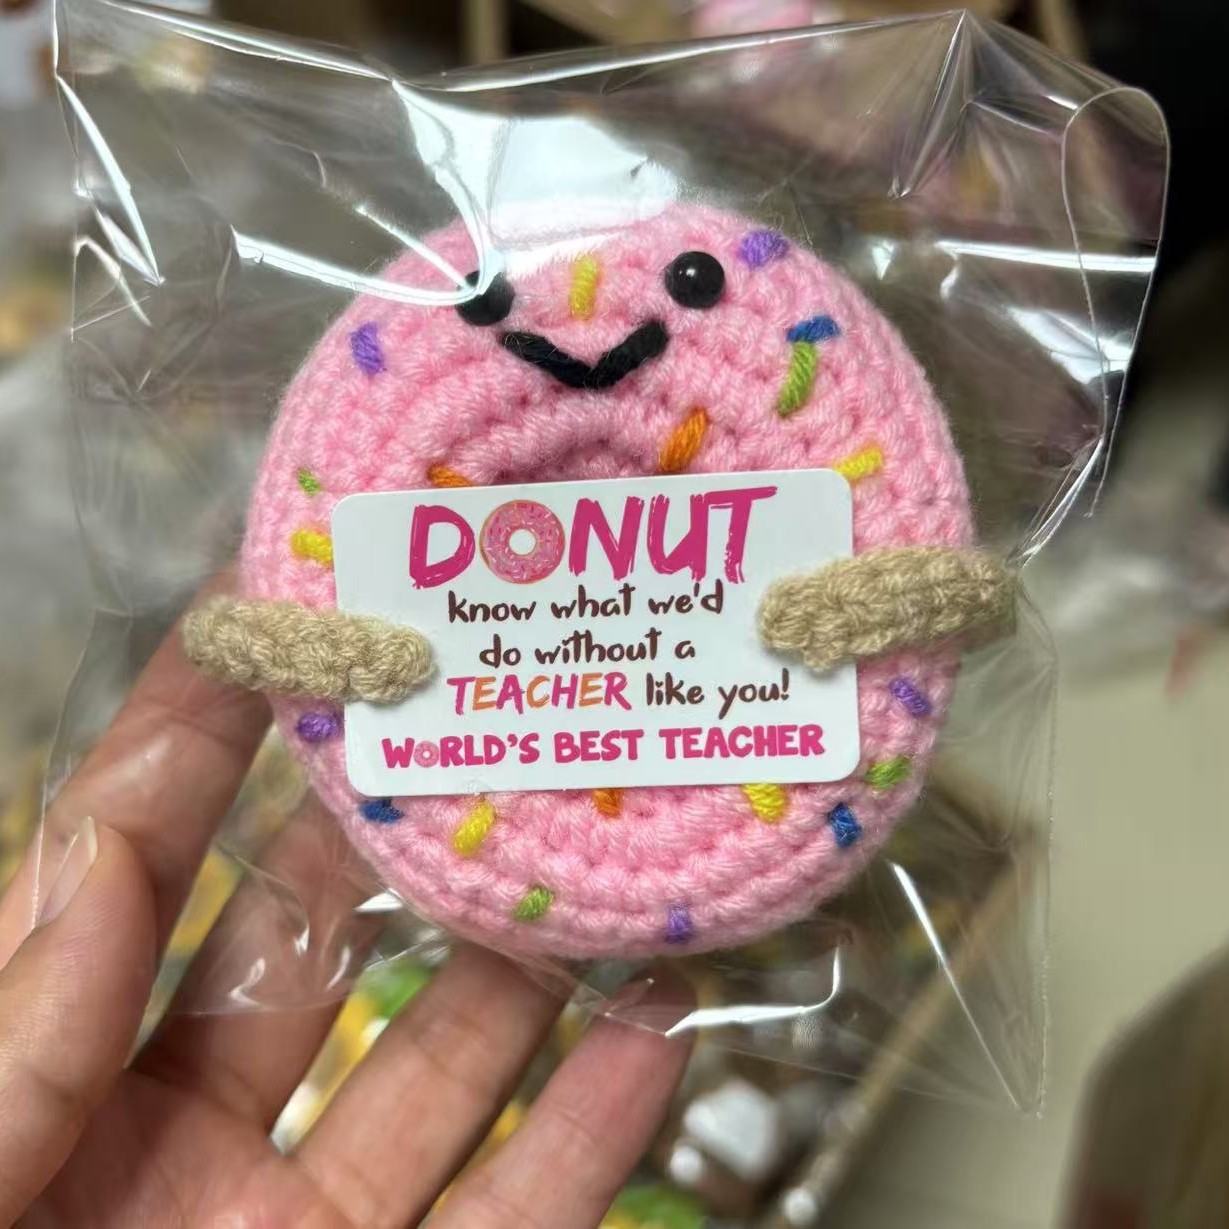 DONUT
know what we'd
do without a
TEACHER like you!
WORLD'S BEST TEACHER